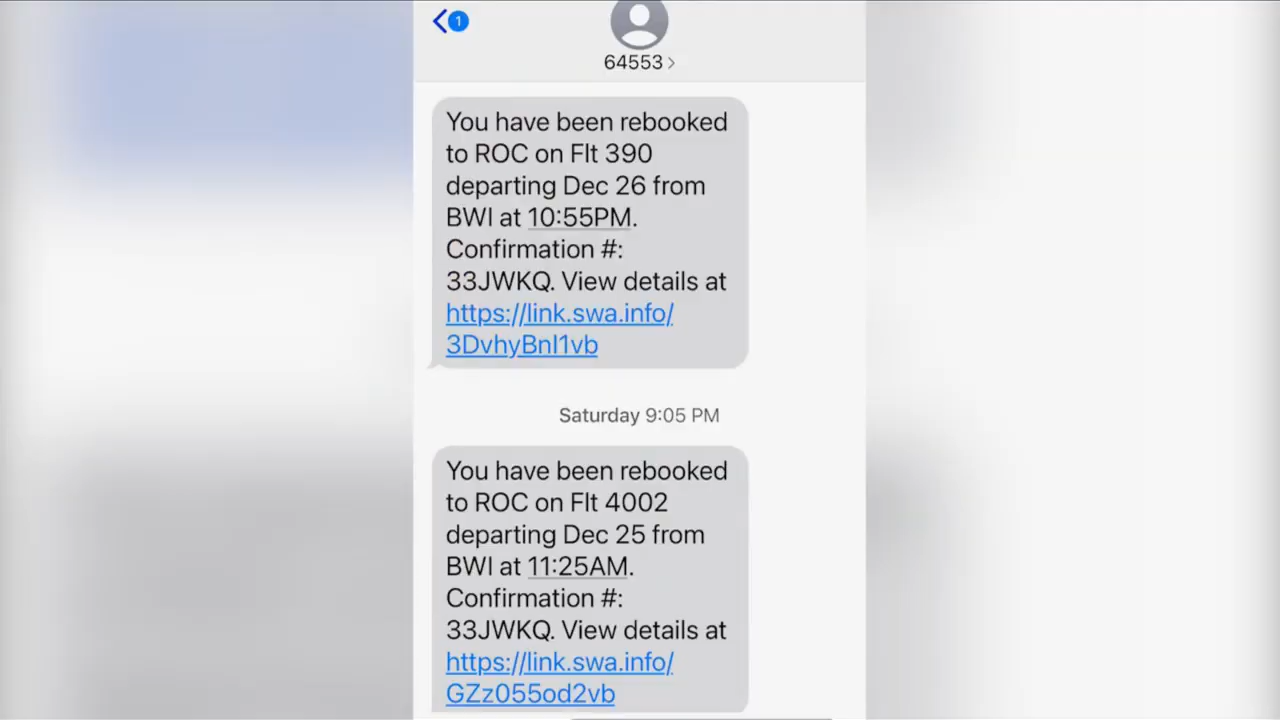 1
64553
You have been rebooked
to ROC on Flt 390
departing Dec 26 from
BWI at 10:55PM.
Confirmation #:
33JWKQ. View details at
https://link.swa.info/
3DvhyBnl1vb
Saturday 9:05 PM
You have been rebooked
to ROC on Flt 4002
departing Dec 25 from
BWI at 11:25AM.
Confirmation #:
33JWKQ. View details at
https://link.swa.info/
GZz055od2vb